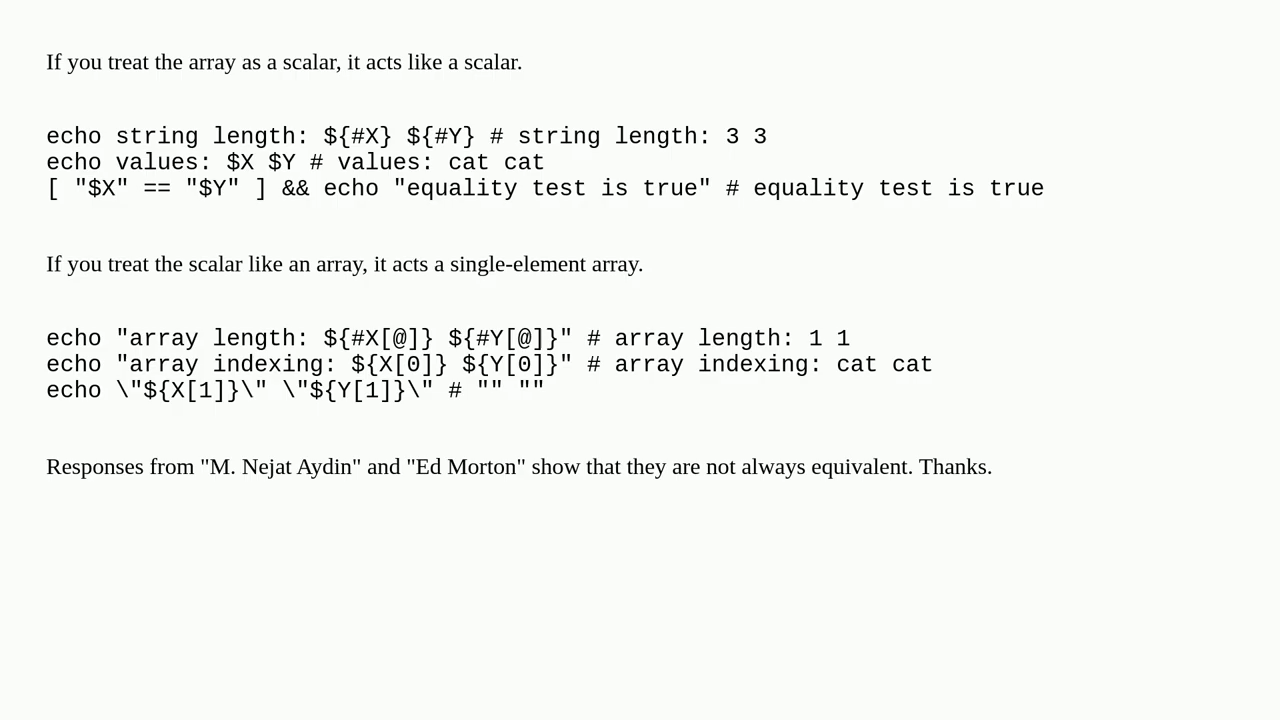 If you treat the array as a scalar, it acts like a scalar.
echo string length: ${#X} ${#Y} # string length: 3 3
echo values: $X $Y # values: cat cat
[ "$X" == "$Y" ] && echo "equality test is true" # equality test is true
If you treat the scalar like an array, it acts a single-element array.
echo "array length: ${#X[@]} ${#Y[@]}" # array length: 1 1
echo "array indexing: ${X[0]} ${Y[0]}" # array indexing: cat cat
echo \"${X[1]}\" \"${Y[1]}\" # "" ""
Responses from "M. Nejat Aydin" and "Ed Morton" show that they are not always equivalent. Thanks.